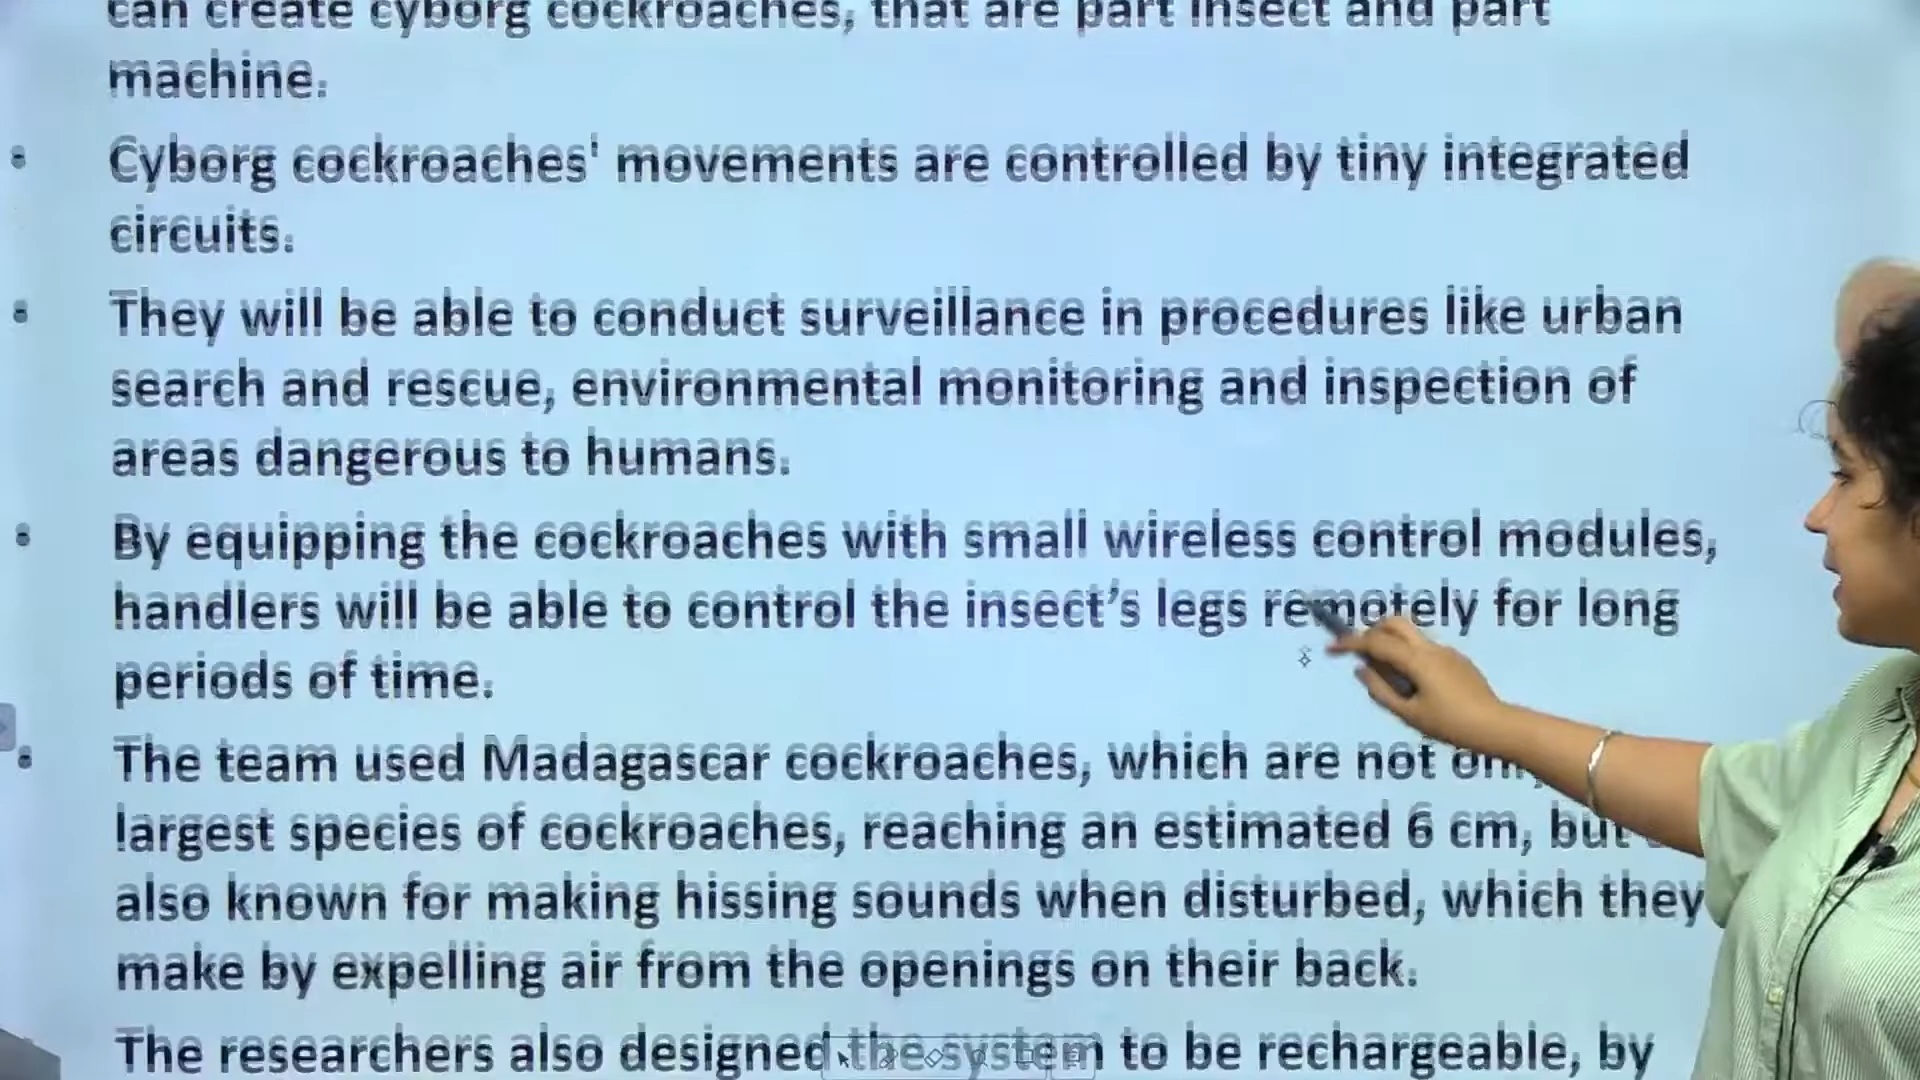 can create cyborg cockroaches, that are part insect and part
machine.
• Cyborg cockroaches' movements are controlled by tiny integrated
circuits.
• They will be able to conduct surveillance in procedures like urban
search and rescue, environmental monitoring and inspection of
areas dangerous to humans.
• By equipping the cockroaches with small wireless control modules,
handlers will be able to control the insect’s legs remotely for long
periods of time.
• The team used Madagascar cockroaches, which are not
largest species of cockroaches, reaching an estimated 6 cm, but
also known for making hissing sounds when disturbed, which they
make by expelling air from the openings on their back.
The researchers also designed the system to be rechargeable, by